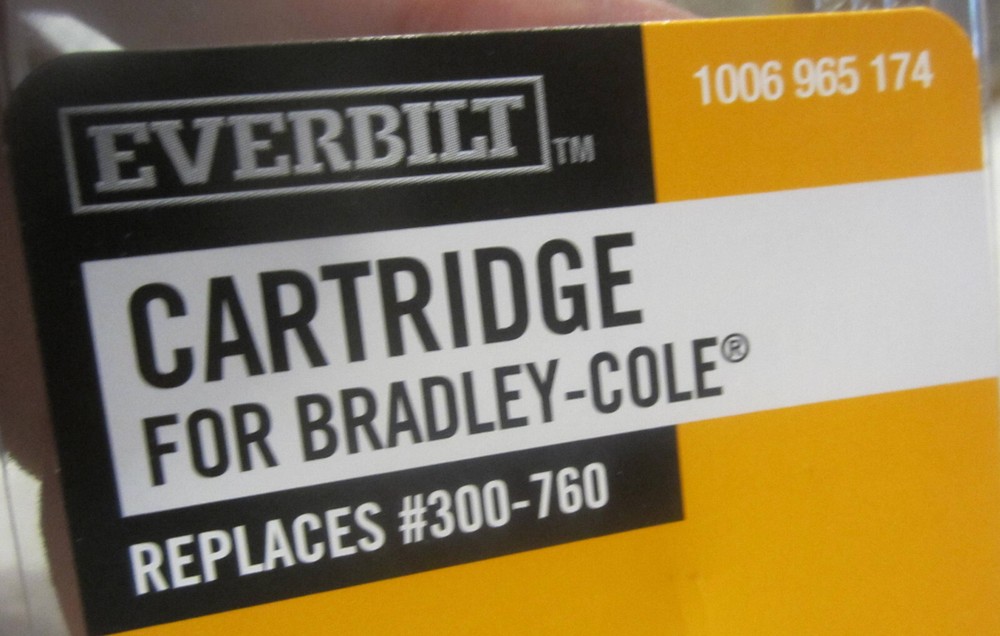 EVERBILT™
1006 965 174
CARTRIDGE
FOR BRADLEY-COLE®
REPLACES #300-760